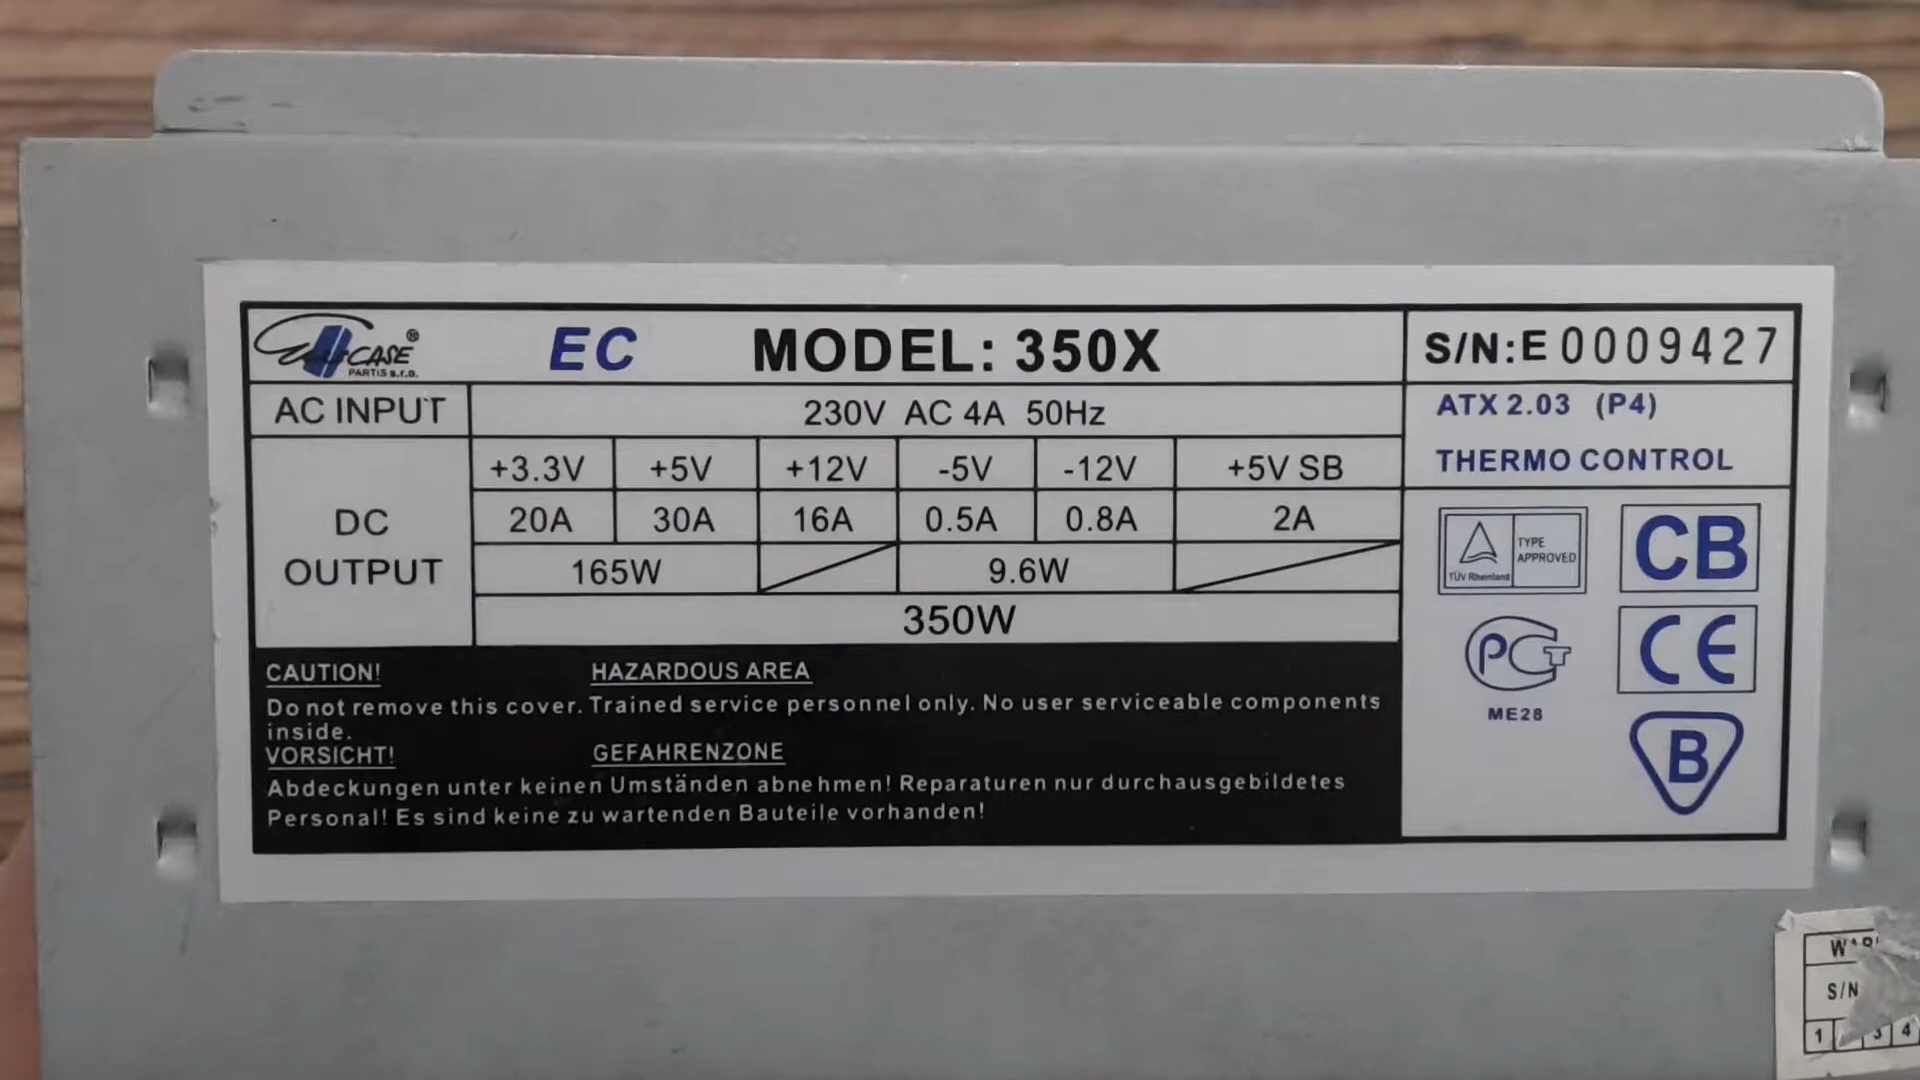 CASE ®
PARTIS s.r.o.
EC MODEL: 350X
S/N:E 0009427
AC INPUT 230V AC 4A 50Hz
ATX 2.03 (P4)
THERMO CONTROL
DC OUTPUT
+3.3V +5V +12V -5V -12V +5V SB
20A 30A 16A 0.5A 0.8A 2A
165W 9.6W
350W
TÜV Rheinland
TYPE
APPROVED
CB
PCT
ME28
CE
B
CAUTION! HAZARDOUS AREA
Do not remove this cover. Trained service personnel only. No user serviceable components
inside.
VORSICHT! GEFAHRENZONE
Abdeckungen unter keinen Umständen abnehmen! Reparaturen nur durchausgebildetes
Personal! Es sind keine zu wartenden Bauteile vorhanden!
S/N
1 3 4